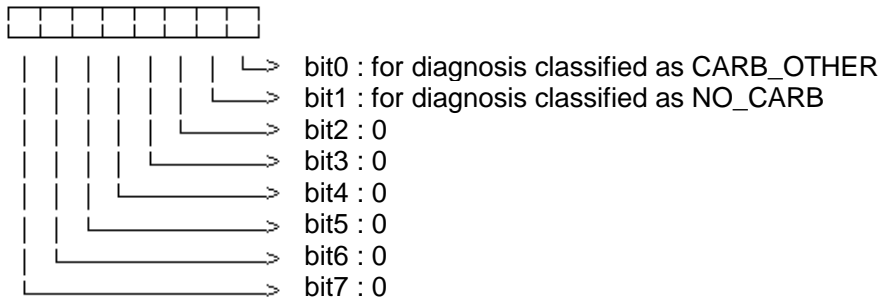 bit0 : for diagnosis classified as CARB_OTHER
bit1 : for diagnosis classified as NO_CARB
bit2 : 0
bit3 : 0
bit4 : 0
bit5 : 0
bit6 : 0
bit7 : 0